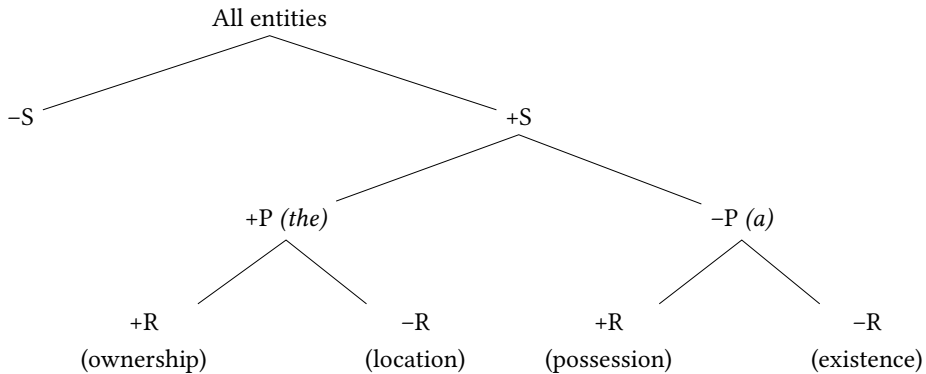 All entities
–S +S
+P (the) –P (a)
+R –R +R –R
(ownership) (location) (possession) (existence)